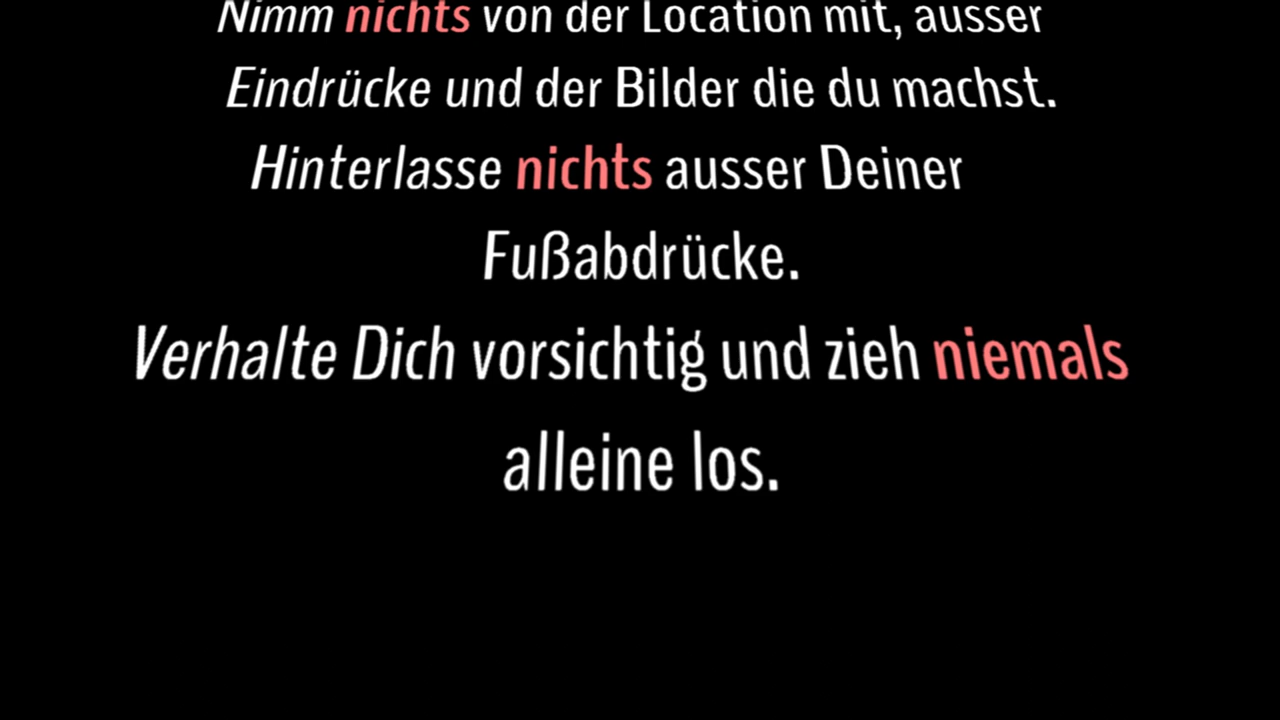 Nimm nichts von der Location mit, ausser
Eindrücke und der Bilder die du machst.
Hinterlasse nichts ausser Deiner
Fußabdrücke.
Verhalte Dich vorsichtig und zieh niemals
alleine los.